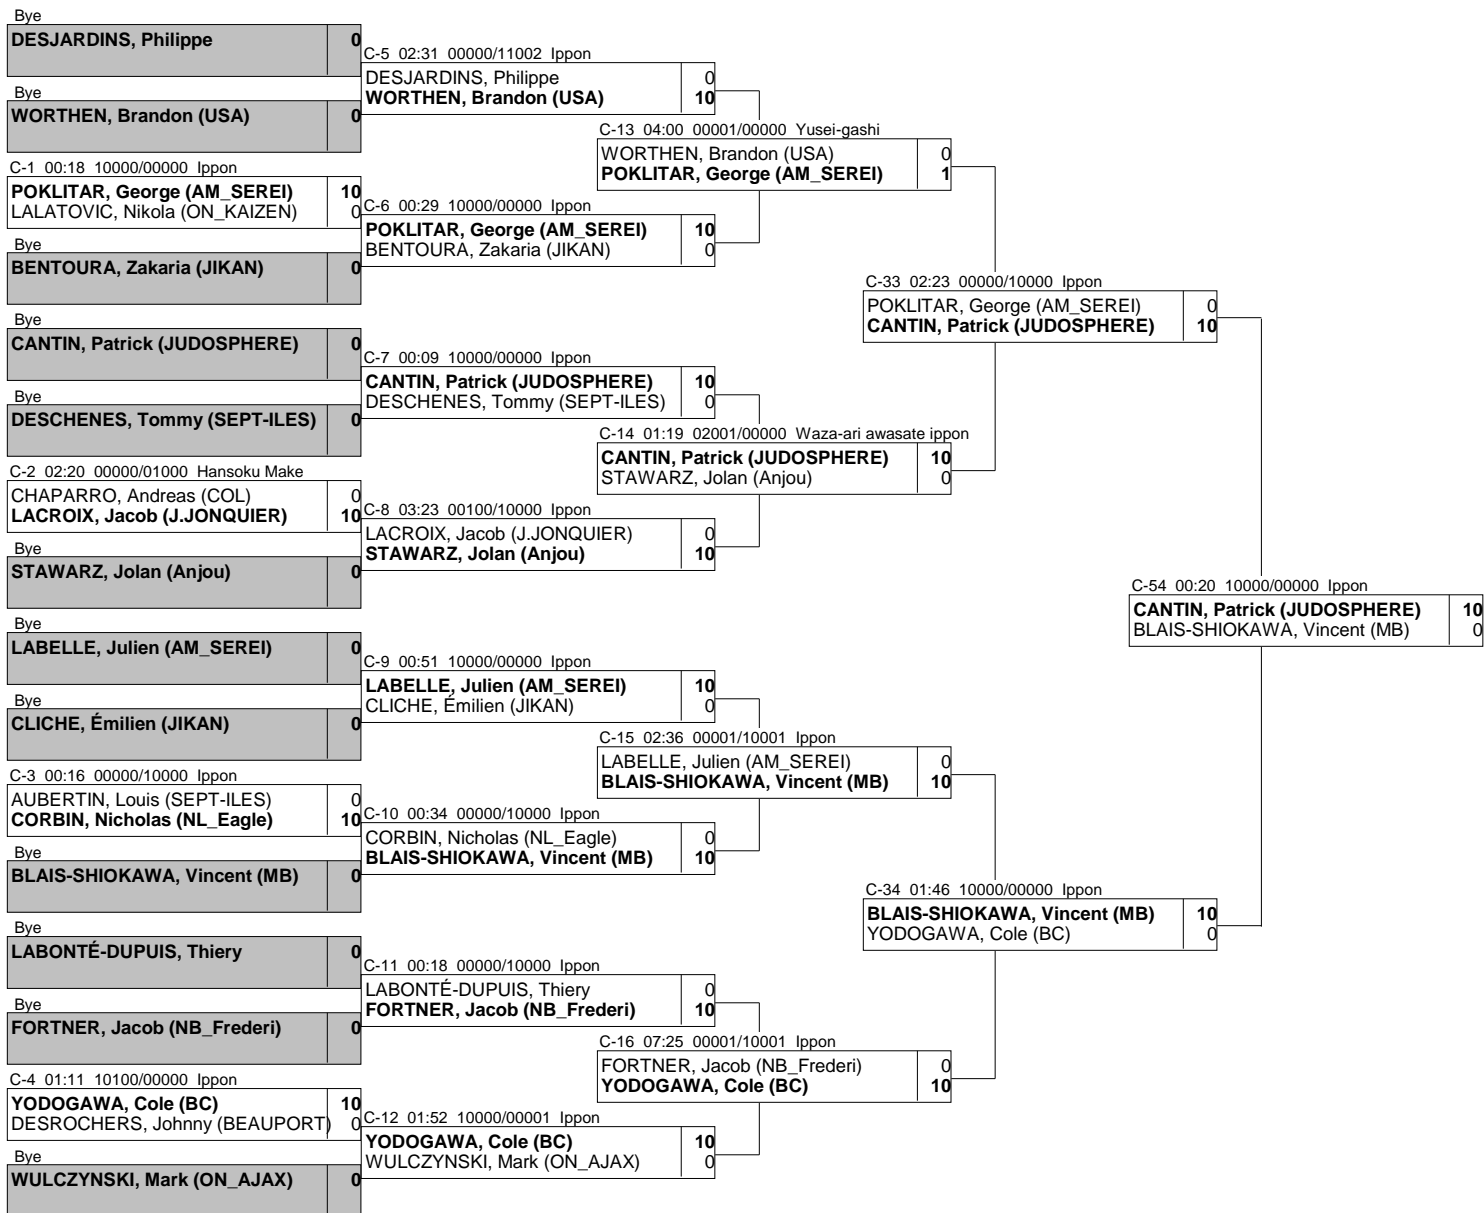 Bye
DESJARDINS, Philippe 0
Bye
WORTHEN, Brandon (USA) 0
C-1 00:18 10000/00000 Ippon
POKLITAR, George (AM_SEREI) 10
LALATOVIC, Nikola (ON_KAIZEN) 0
Bye
BENTOURA, Zakaria (JIKAN) 0
Bye
CANTIN, Patrick (JUDOSPHERE) 0
Bye
DESCHENES, Tommy (SEPT-ILES) 0
C-2 02:20 00000/01000 Hansoku Make
CHAPARRO, Andreas (COL) 0
LACROIX, Jacob (J.JONQUIER) 10
Bye
STAWARZ, Jolan (Anjou) 0
Bye
LABELLE, Julien (AM_SEREI) 0
Bye
CLICHE, Émilien (JIKAN) 0
C-3 00:16 00000/10000 Ippon
AUBERTIN, Louis (SEPT-ILES) 0
CORBIN, Nicholas (NL_Eagle) 10
Bye
BLAIS-SHIOKAWA, Vincent (MB) 0
Bye
LABONTÉ-DUPUIS, Thiery 0
Bye
FORTNER, Jacob (NB_Frederi) 0
C-4 01:11 10100/00000 Ippon
YODOGAWA, Cole (BC) 10
DESROCHERS, Johnny (BEAUPORT) 0
Bye
WULCZYNSKI, Mark (ON_AJAX) 0
C-5 02:31 00000/11002 Ippon
DESJARDINS, Philippe 0
WORTHEN, Brandon (USA) 10
C-6 00:29 10000/00000 Ippon
POKLITAR, George (AM_SEREI) 10
BENTOURA, Zakaria (JIKAN) 0
C-7 00:09 10000/00000 Ippon
CANTIN, Patrick (JUDOSPHERE) 10
DESCHENES, Tommy (SEPT-ILES) 0
C-8 03:23 00100/10000 Ippon
LACROIX, Jacob (J.JONQUIER) 0
STAWARZ, Jolan (Anjou) 10
C-9 00:51 10000/00000 Ippon
LABELLE, Julien (AM_SEREI) 10
CLICHE, Émilien (JIKAN) 0
C-10 00:34 00000/10000 Ippon
CORBIN, Nicholas (NL_Eagle) 0
BLAIS-SHIOKAWA, Vincent (MB) 10
C-11 00:18 00000/10000 Ippon
LABONTÉ-DUPUIS, Thiery 0
FORTNER, Jacob (NB_Frederi) 10
C-12 01:52 10000/00001 Ippon
YODOGAWA, Cole (BC) 10
WULCZYNSKI, Mark (ON_AJAX) 0
C-13 04:00 00001/00000 Yusei-gashi
WORTHEN, Brandon (USA) 0
POKLITAR, George (AM_SEREI) 1
C-14 01:19 02001/00000 Waza-ari awasate ippon
CANTIN, Patrick (JUDOSPHERE) 10
STAWARZ, Jolan (Anjou) 0
C-15 02:36 00001/10001 Ippon
LABELLE, Julien (AM_SEREI) 0
BLAIS-SHIOKAWA, Vincent (MB) 10
C-16 07:25 00001/10001 Ippon
FORTNER, Jacob (NB_Frederi) 0
YODOGAWA, Cole (BC) 10
C-33 02:23 00000/10000 Ippon
POKLITAR, George (AM_SEREI) 0
CANTIN, Patrick (JUDOSPHERE) 10
C-34 01:46 10000/00000 Ippon
BLAIS-SHIOKAWA, Vincent (MB) 10
YODOGAWA, Cole (BC) 0
C-54 00:20 10000/00000 Ippon
CANTIN, Patrick (JUDOSPHERE) 10
BLAIS-SHIOKAWA, Vincent (MB) 0